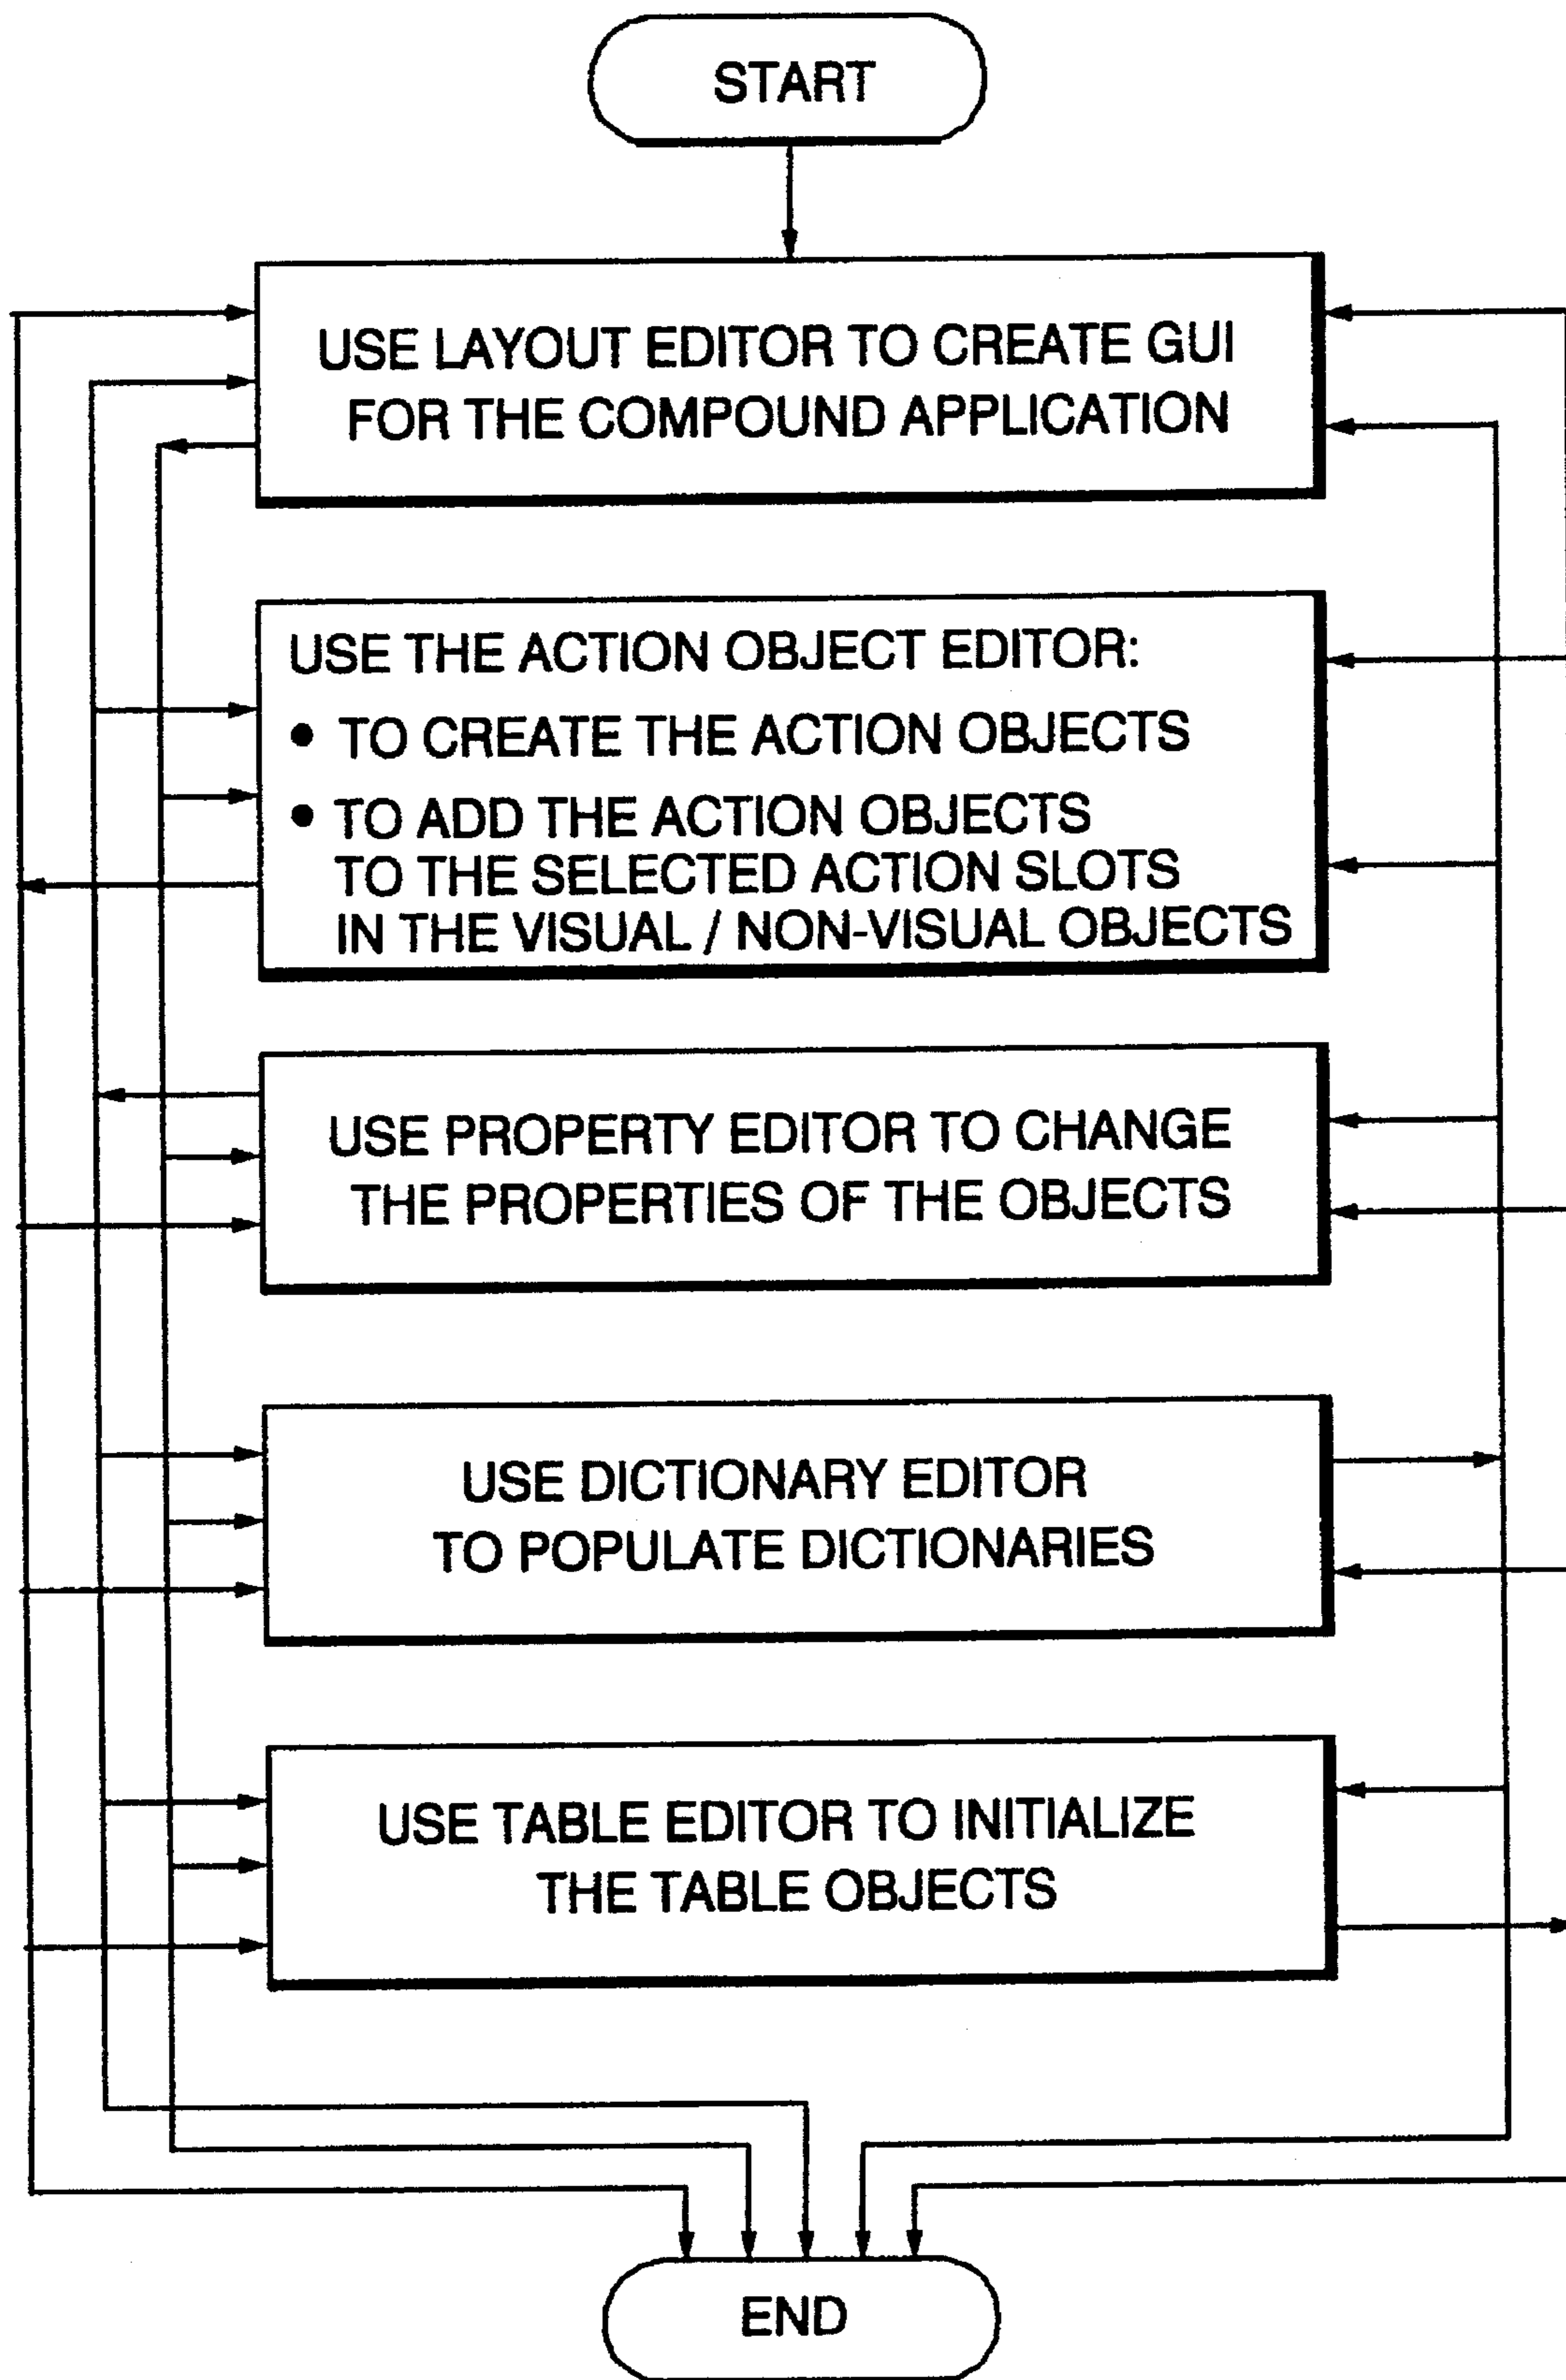 START
USE LAYOUT EDITOR TO CREATE GUI
FOR THE COMPOUND APPLICATION
USE THE ACTION OBJECT EDITOR:
• TO CREATE THE ACTION OBJECTS
• TO ADD THE ACTION OBJECTS
TO THE SELECTED ACTION SLOTS
IN THE VISUAL / NON-VISUAL OBJECTS
USE PROPERTY EDITOR TO CHANGE
THE PROPERTIES OF THE OBJECTS
USE DICTIONARY EDITOR
TO POPULATE DICTIONARIES
USE TABLE EDITOR TO INITIALIZE
THE TABLE OBJECTS
END